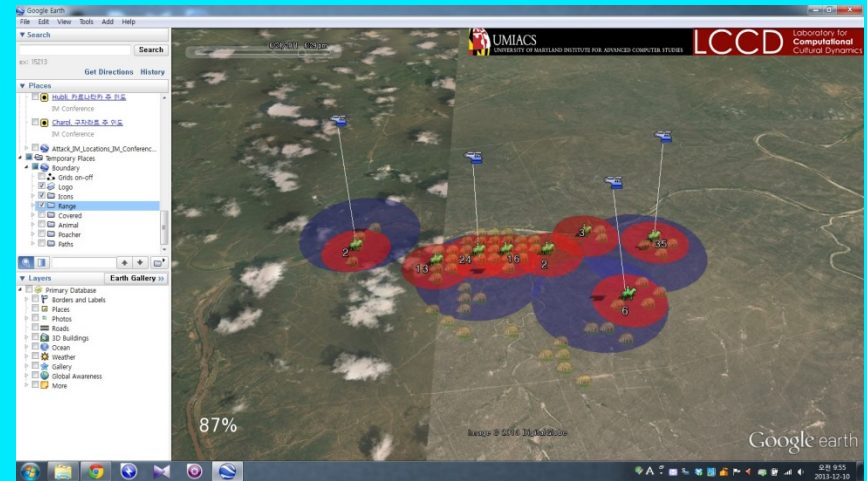 Google Earth
File Edit View Tools Add Help
▼ Search
Search
ex: 15213
Get Directions History
▼ Places
Hubli, 카르나타카 주 인도
IM Conference
Charol, 구자라트 주 인도
IM Conference
Attack_IM_Locations_IM_Conferenc...
Temporary Places
Boundary
Grids on-off
Logo
Icons
Range
Covered
Animal
Poacher
Paths
▼ Layers
Earth Gallery »
Primary Database
Borders and Labels
Places
Photos
Roads
3D Buildings
Ocean
Weather
Gallery
Global Awareness
More
UMIACS
UNIVERSITY OF MARYLAND INSTITUTE FOR ADVANCED COMPUTER STUDIES
LCCD
Laboratory for
Computational
Cultural Dynamics
2
13
24
16
2
3
35
6
87%
Image © 2013 DigitalGlobe
Google earth
A
오전 9:55
2013-12-10